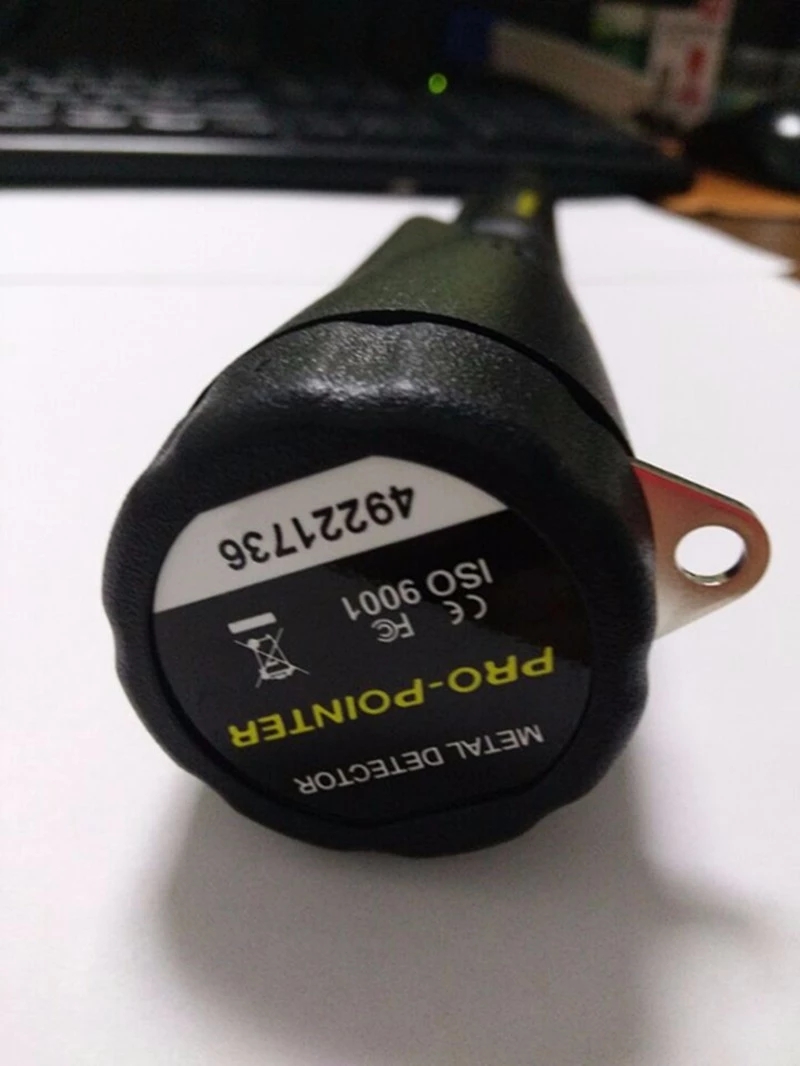 METAL DETECTOR
PRO-POINTER
CE FC
ISO 9001
49221736